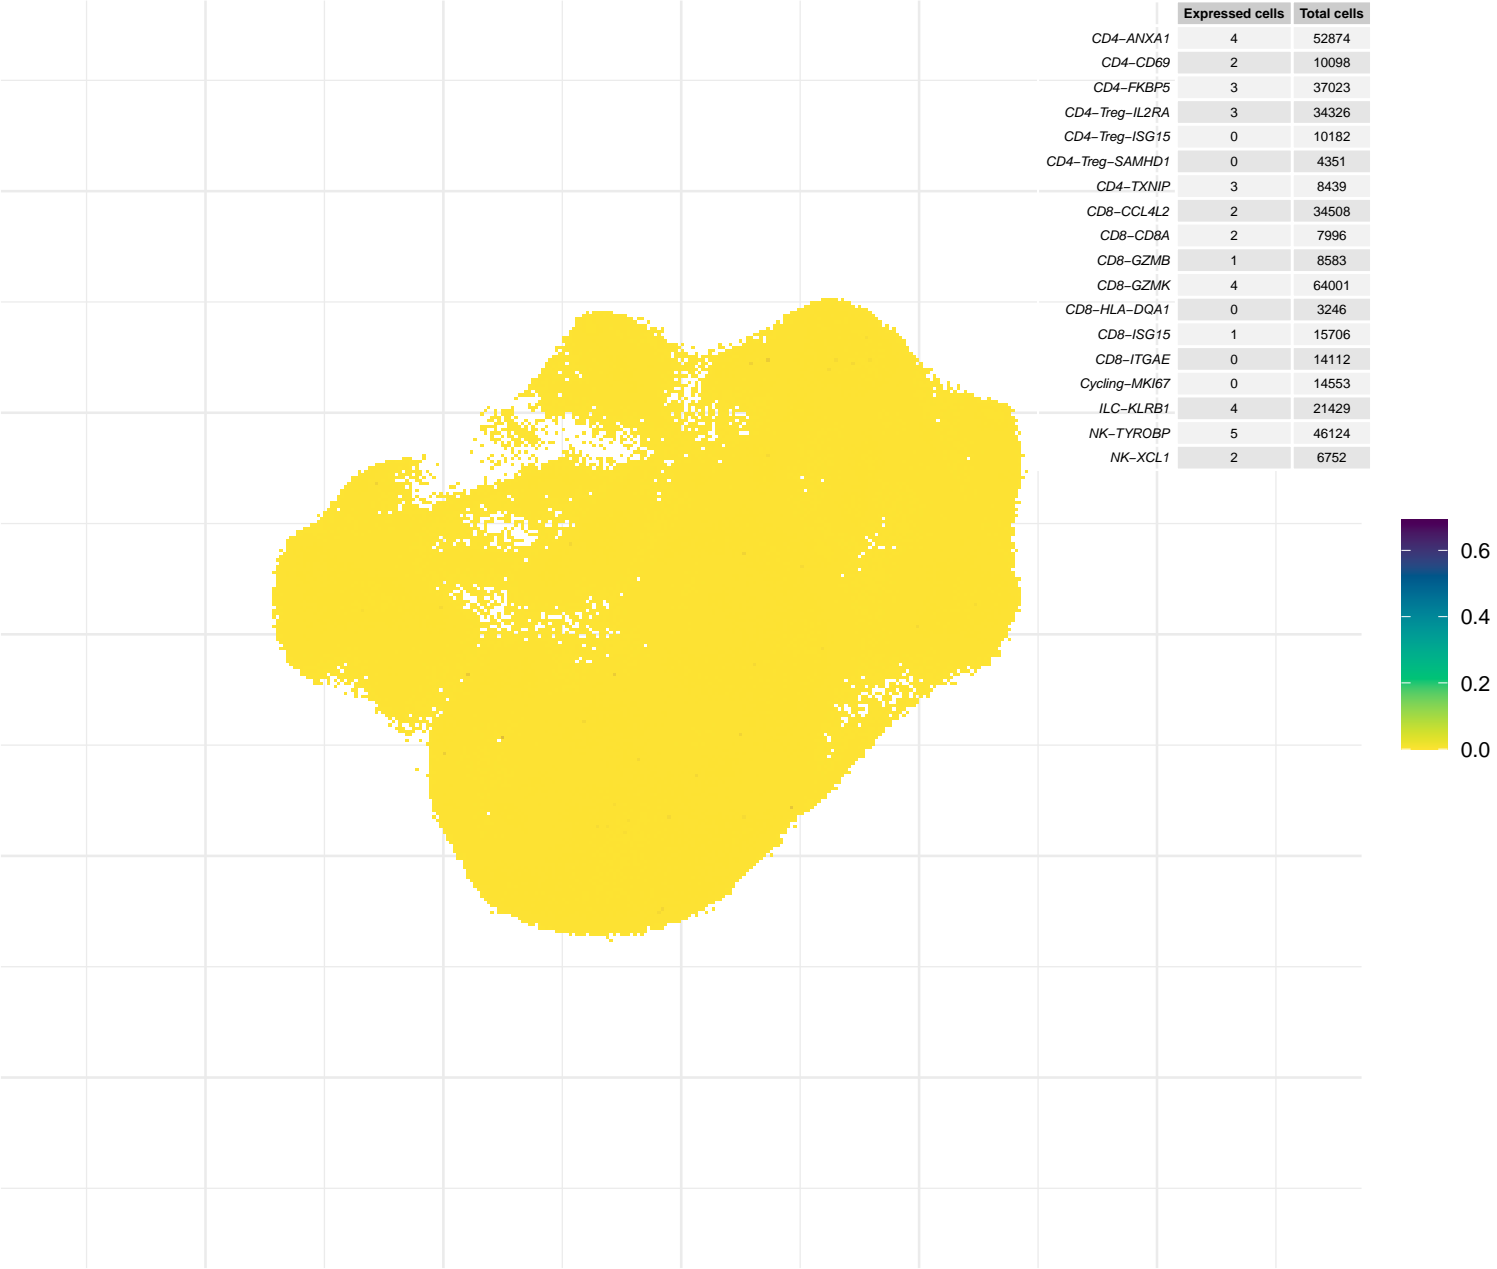 Expressed cells Total cells
CD4−ANXA1 4 52874
CD4−CD69 2 10098
CD4−FKBP5 3 37023
CD4−Treg−IL2RA 3 34326
CD4−Treg−ISG15 0 10182
CD4−Treg−SAMHD1 0 4351
CD4−TXNIP 3 8439
CD8−CCL4L2 2 34508
CD8−CD8A 2 7996
CD8−GZMB 1 8583
CD8−GZMK 4 64001
CD8−HLA−DQA1 0 3246
CD8−ISG15 1 15706
CD8−ITGAE 0 14112
Cycling−MKI67 0 14553
ILC−KLRB1 4 21429
NK−TYROBP 5 46124
NK−XCL1 2 6752
0.6
0.4
0.2
0.0